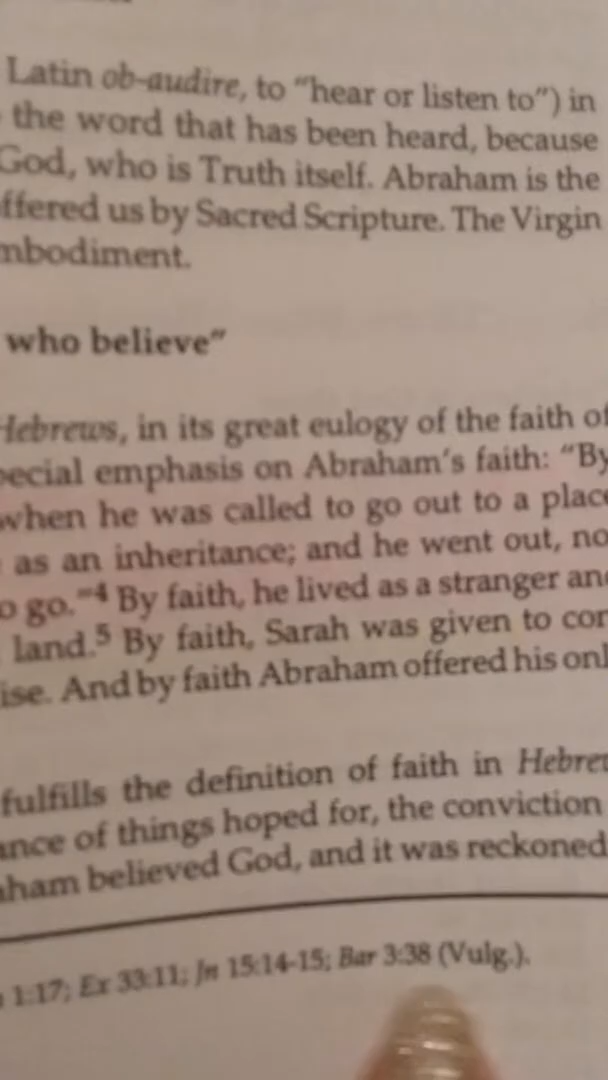 Latin ob-audire, to "hear or listen to") in
the word that has been heard, because
God, who is Truth itself. Abraham is the
ffered us by Sacred Scripture. The Virgin
mbodiment.
who believe"
Hebrews, in its great eulogy of the faith of
pecial emphasis on Abraham's faith: "By
when he was called to go out to a place
as an inheritance; and he went out, no
o go."4 By faith, he lived as a stranger and
land.5 By faith, Sarah was given to con
ise. And by faith Abraham offered his onl
fulfills the definition of faith in Hebrew
ance of things hoped for, the conviction
aham believed God, and it was reckoned
1:17; Ex 33:11; Jn 15:14-15; Bar 3:38 (Vulg.).